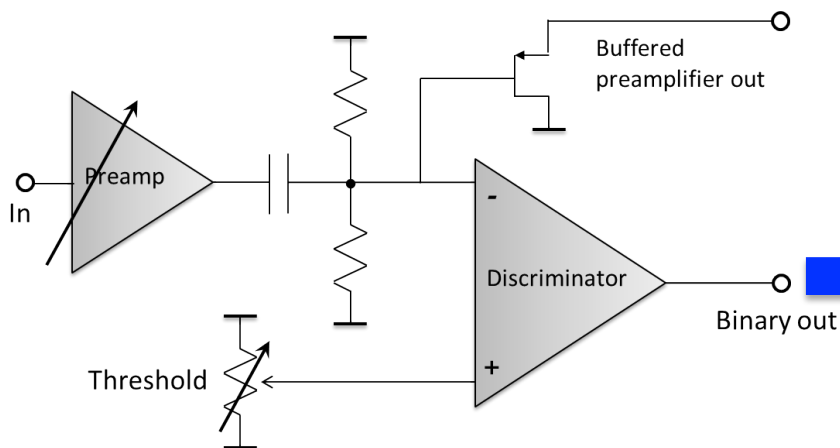 Buffered
preamplifier out
Preamp
In
-
Discriminator
Binary out
+
Threshold